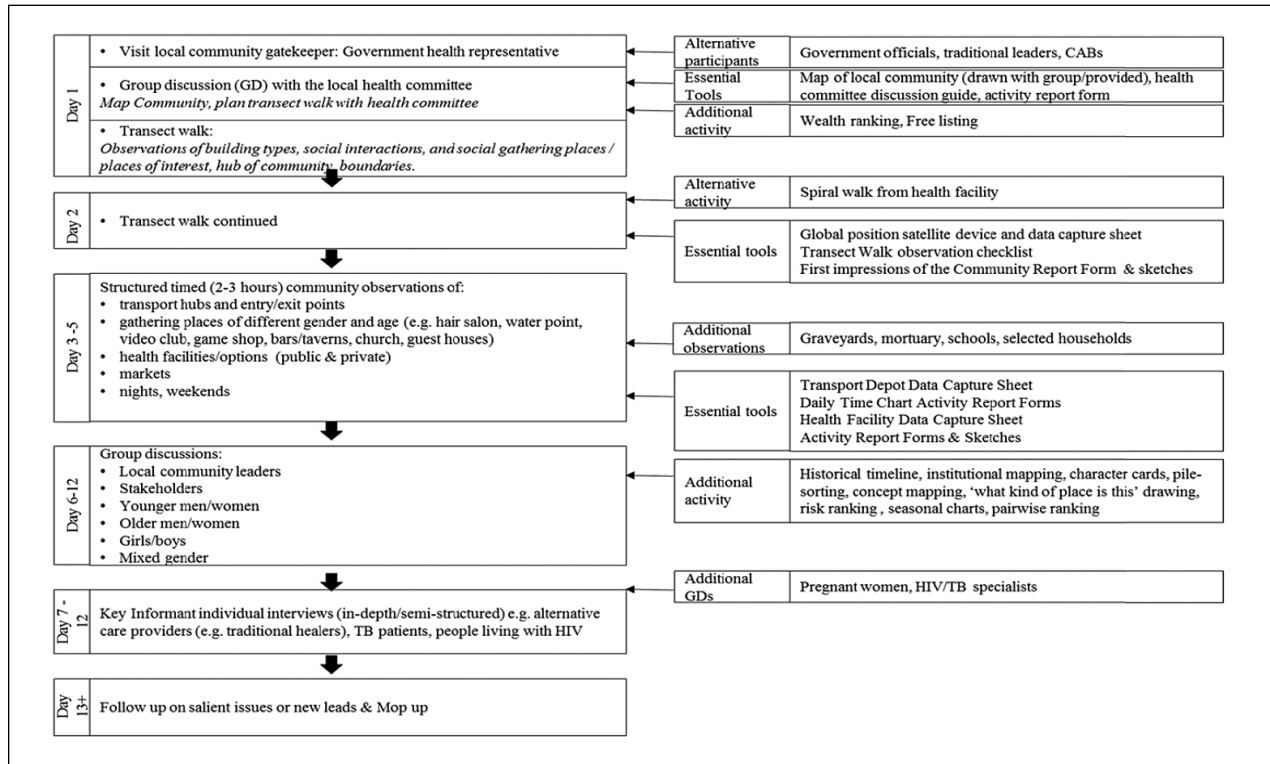 Day 1
• Visit local community gatekeeper: Government health representative
• Group discussion (GD) with the local health committee
Map Community, plan transect walk with health committee
• Transect walk:
Observations of building types, social interactions, and social gathering places /
places of interest, hub of community, boundaries.
Alternative
participants
Government officials, traditional leaders, CABs
Essential
Tools
Map of local community (drawn with group/provided), health
committee discussion guide, activity report form
Additional
activity
Wealth ranking, Free listing
Day 2
• Transect walk continued
Alternative
activity
Spiral walk from health facility
Essential tools
Global position satellite device and data capture sheet
Transect Walk observation checklist
First impressions of the Community Report Form & sketches
Day 3 -5
Structured timed (2-3 hours) community observations of:
• transport hubs and entry/exit points
• gathering places of different gender and age (e.g. hair salon, water point,
video club, game shop, bars/taverns, church, guest houses)
• health facilities/options (public & private)
• markets
• nights, weekends
Additional
observations
Graveyards, mortuary, schools, selected households
Essential tools
Transport Depot Data Capture Sheet
Daily Time Chart Activity Report Forms
Health Facility Data Capture Sheet
Activity Report Forms & Sketches
Day 6-12
Group discussions:
• Local community leaders
• Stakeholders
• Younger men/women
• Older men/women
• Girls/boys
• Mixed gender
Additional
activity
Historical timeline, institutional mapping, character cards, pile-
sorting, concept mapping, ‘what kind of place is this’ drawing,
risk ranking , seasonal charts, pairwise ranking
Additional
GDs
Pregnant women, HIV/TB specialists
Day 7 -
12
Key Informant individual interviews (in-depth/semi-structured) e.g. alternative
care providers (e.g. traditional healers), TB patients, people living with HIV
Day
13+
Follow up on salient issues or new leads & Mop up